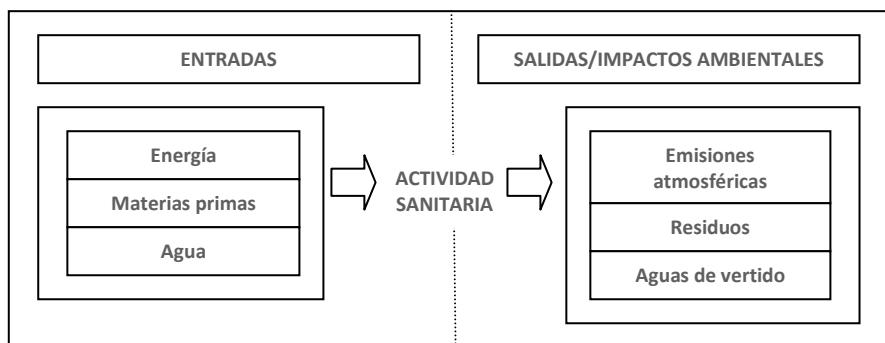 ENTRADAS
SALIDAS/IMPACTOS AMBIENTALES
Energía
Materias primas
Agua
ACTIVIDAD
SANITARIA
Emisiones
atmosféricas
Residuos
Aguas de vertido